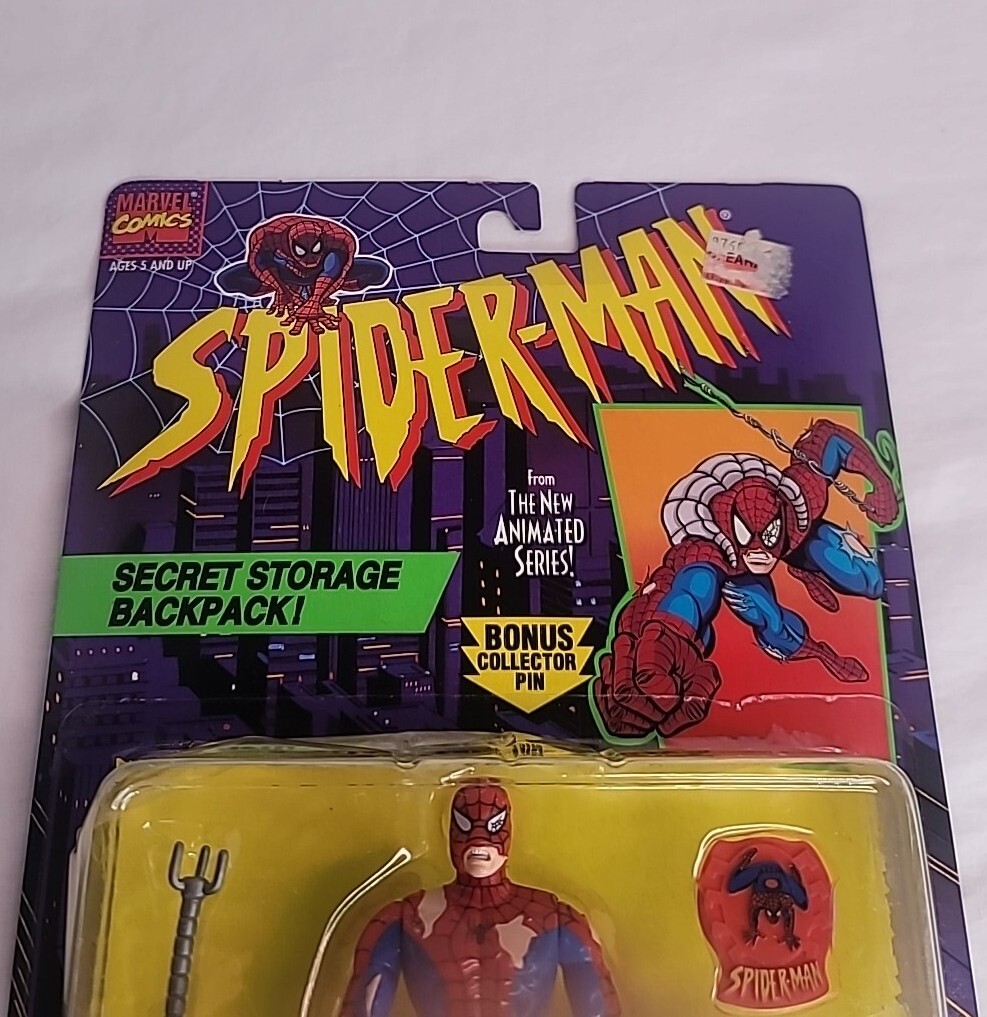 MARVEL
COMICS
M
AGES 5 AND UP
SPIDER-MAN®
From
THE NEW
ANIMATED
SERIES!
SECRET STORAGE
BACKPACK!
BONUS
COLLECTOR
PIN
SPIDER-MAN